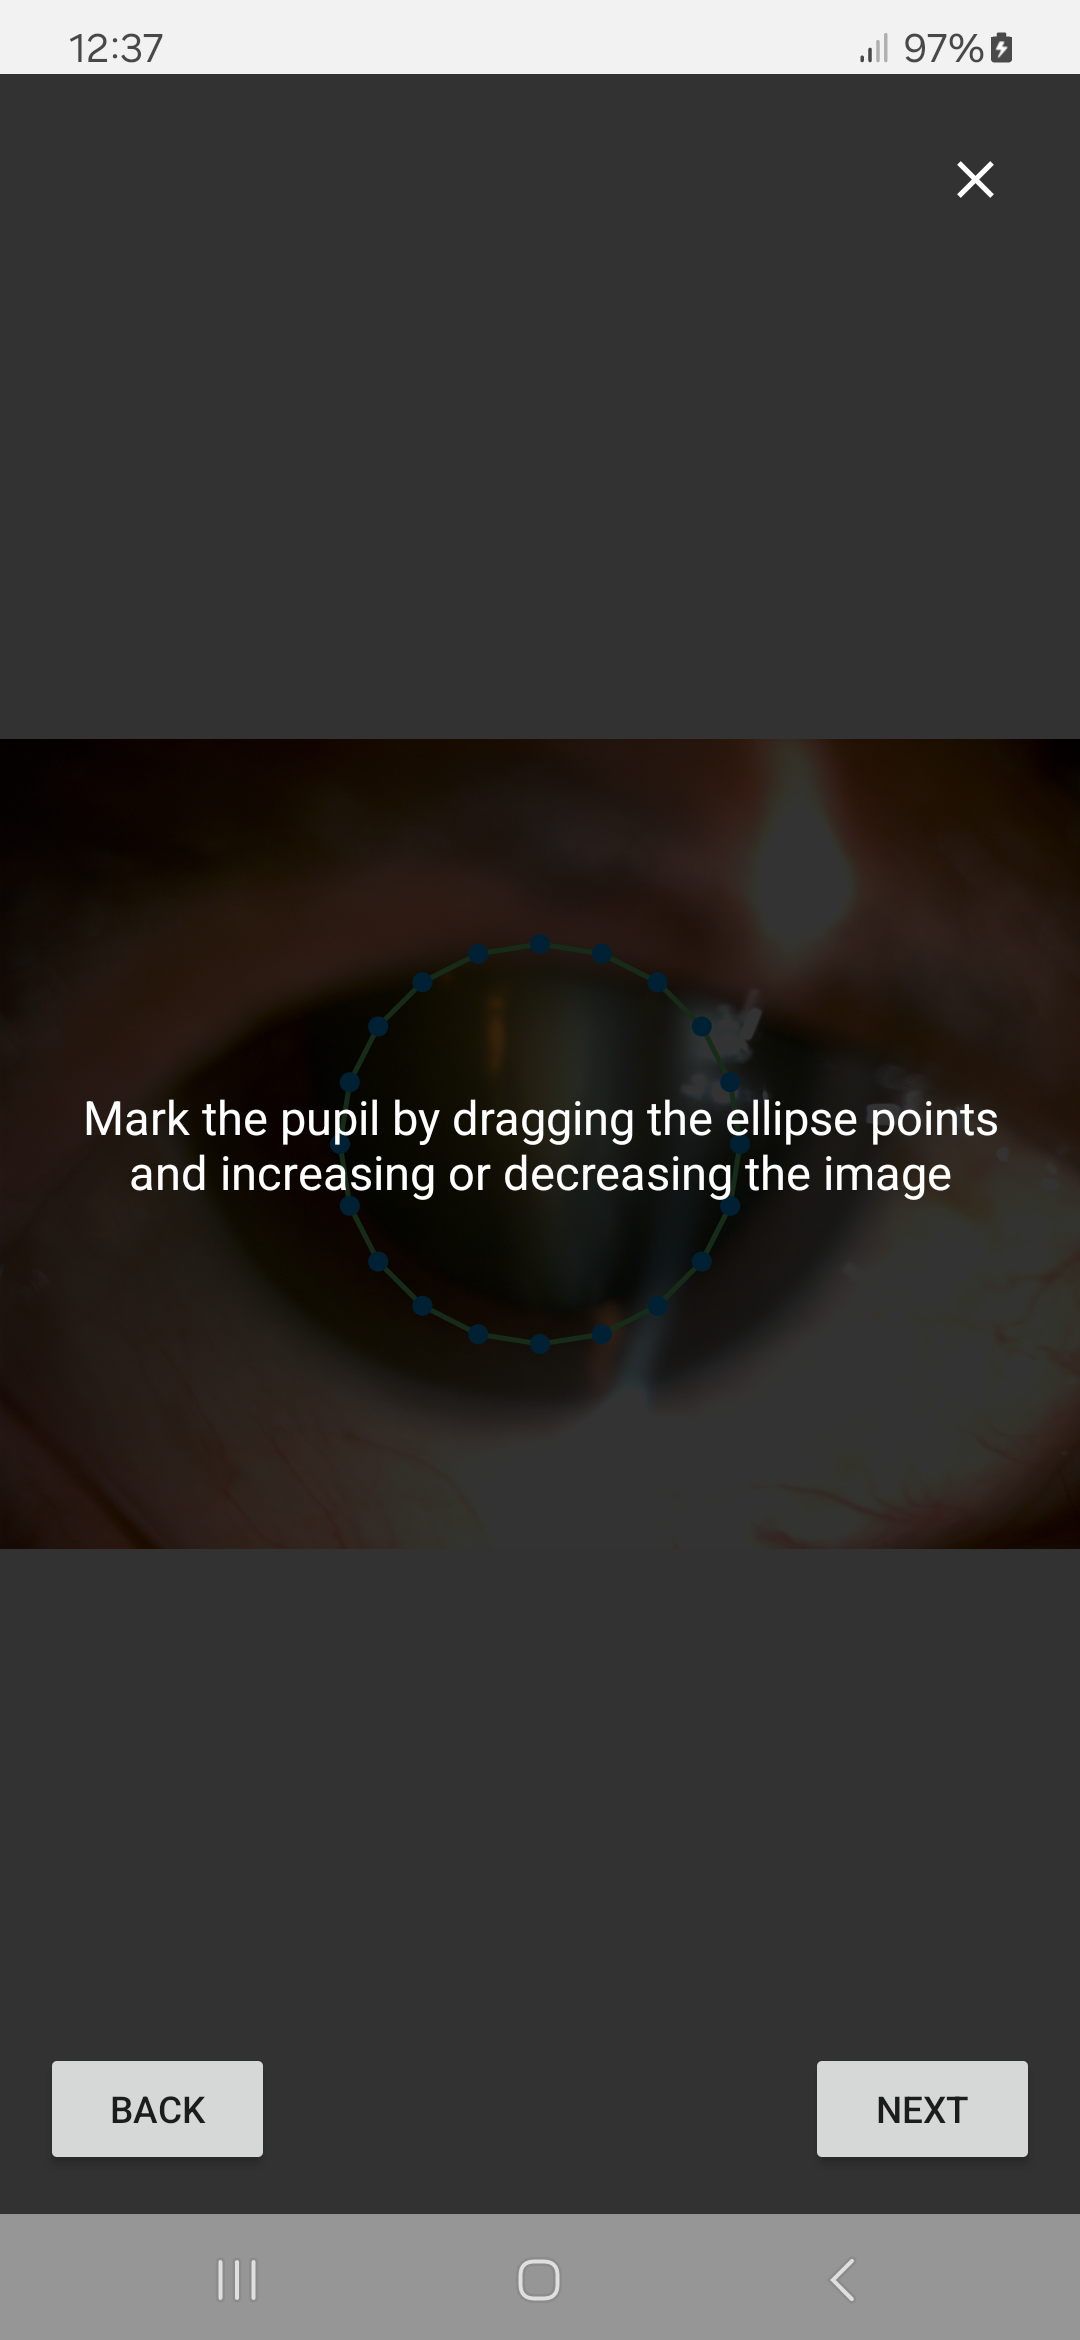 12:37 97%
Mark the pupil by dragging the ellipse points
and increasing or decreasing the image
BACK NEXT